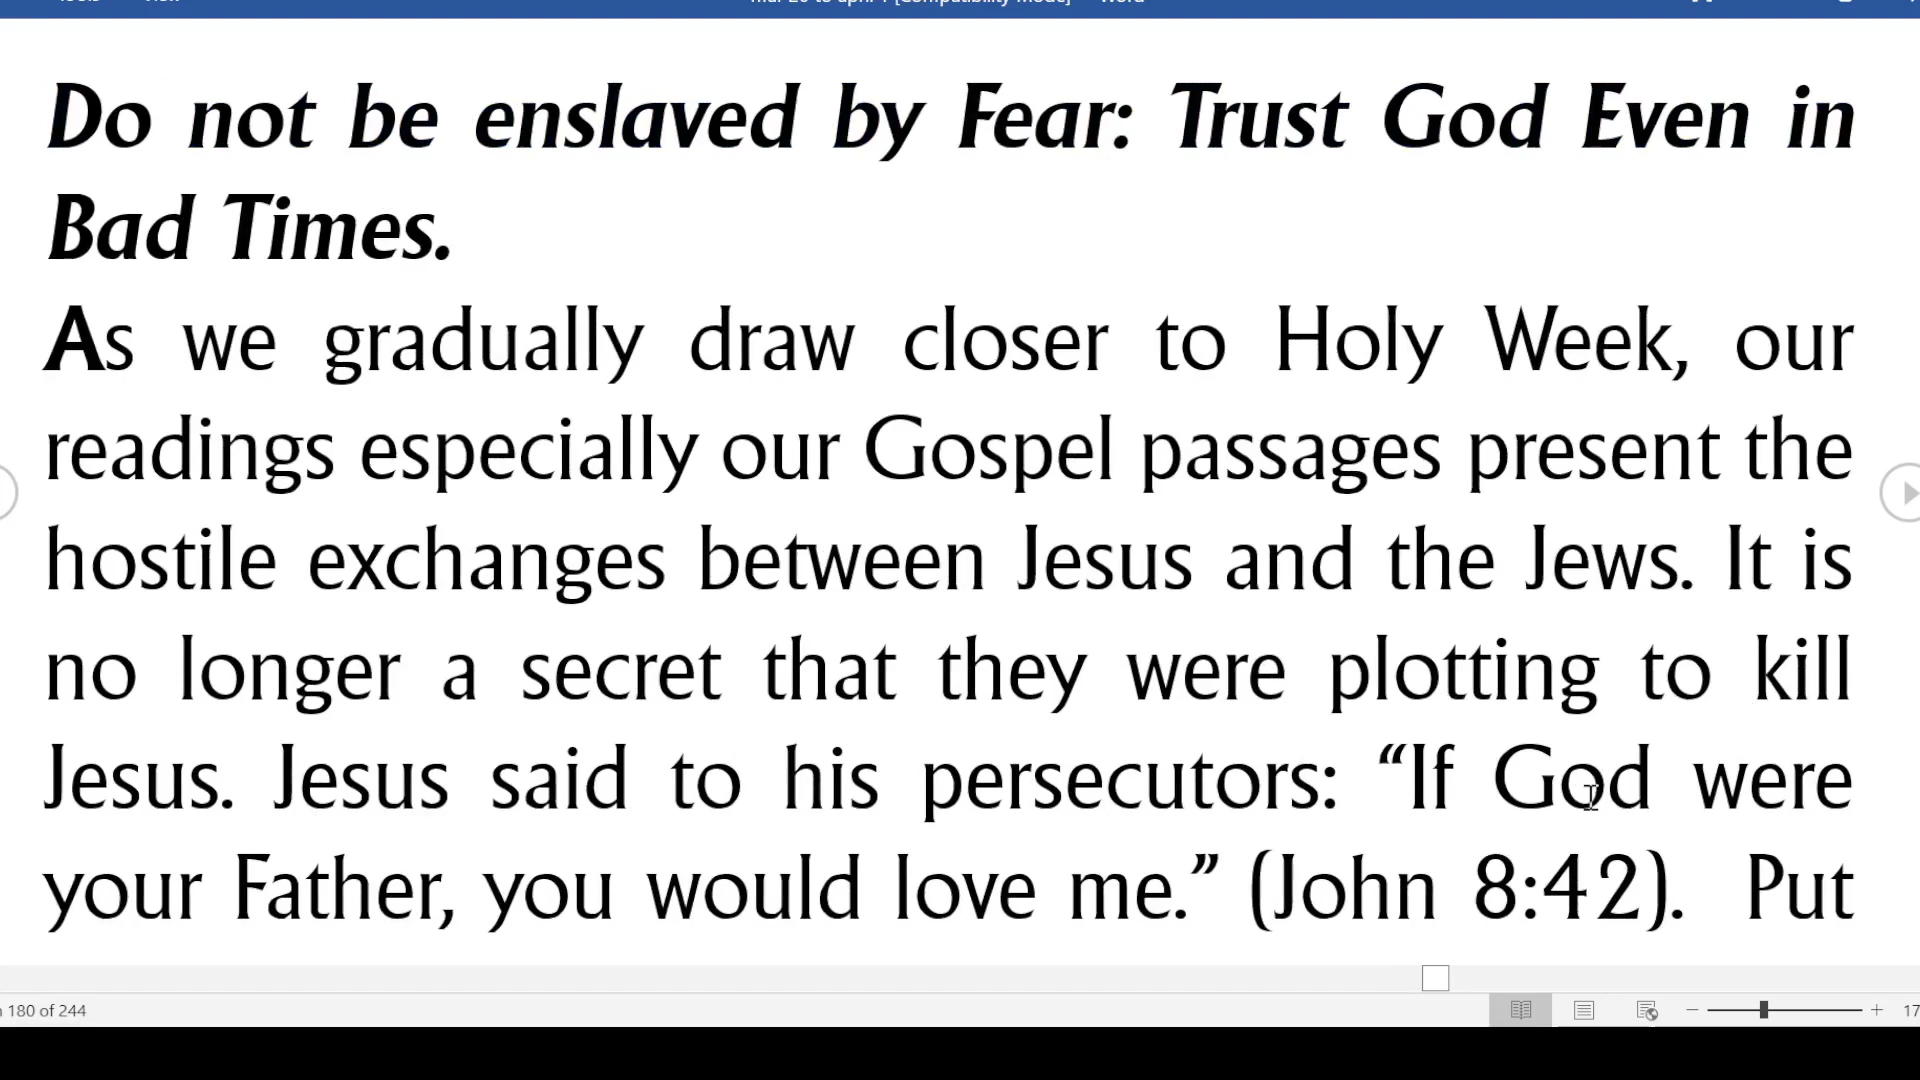 Do not be enslaved by Fear: Trust God Even in
Bad Times.
As we gradually draw closer to Holy Week, our
readings especially our Gospel passages present the
hostile exchanges between Jesus and the Jews. It is
no longer a secret that they were plotting to kill
Jesus. Jesus said to his persecutors: “If God were
your Father, you would love me.” (John 8:42). Put
180 of 244
17